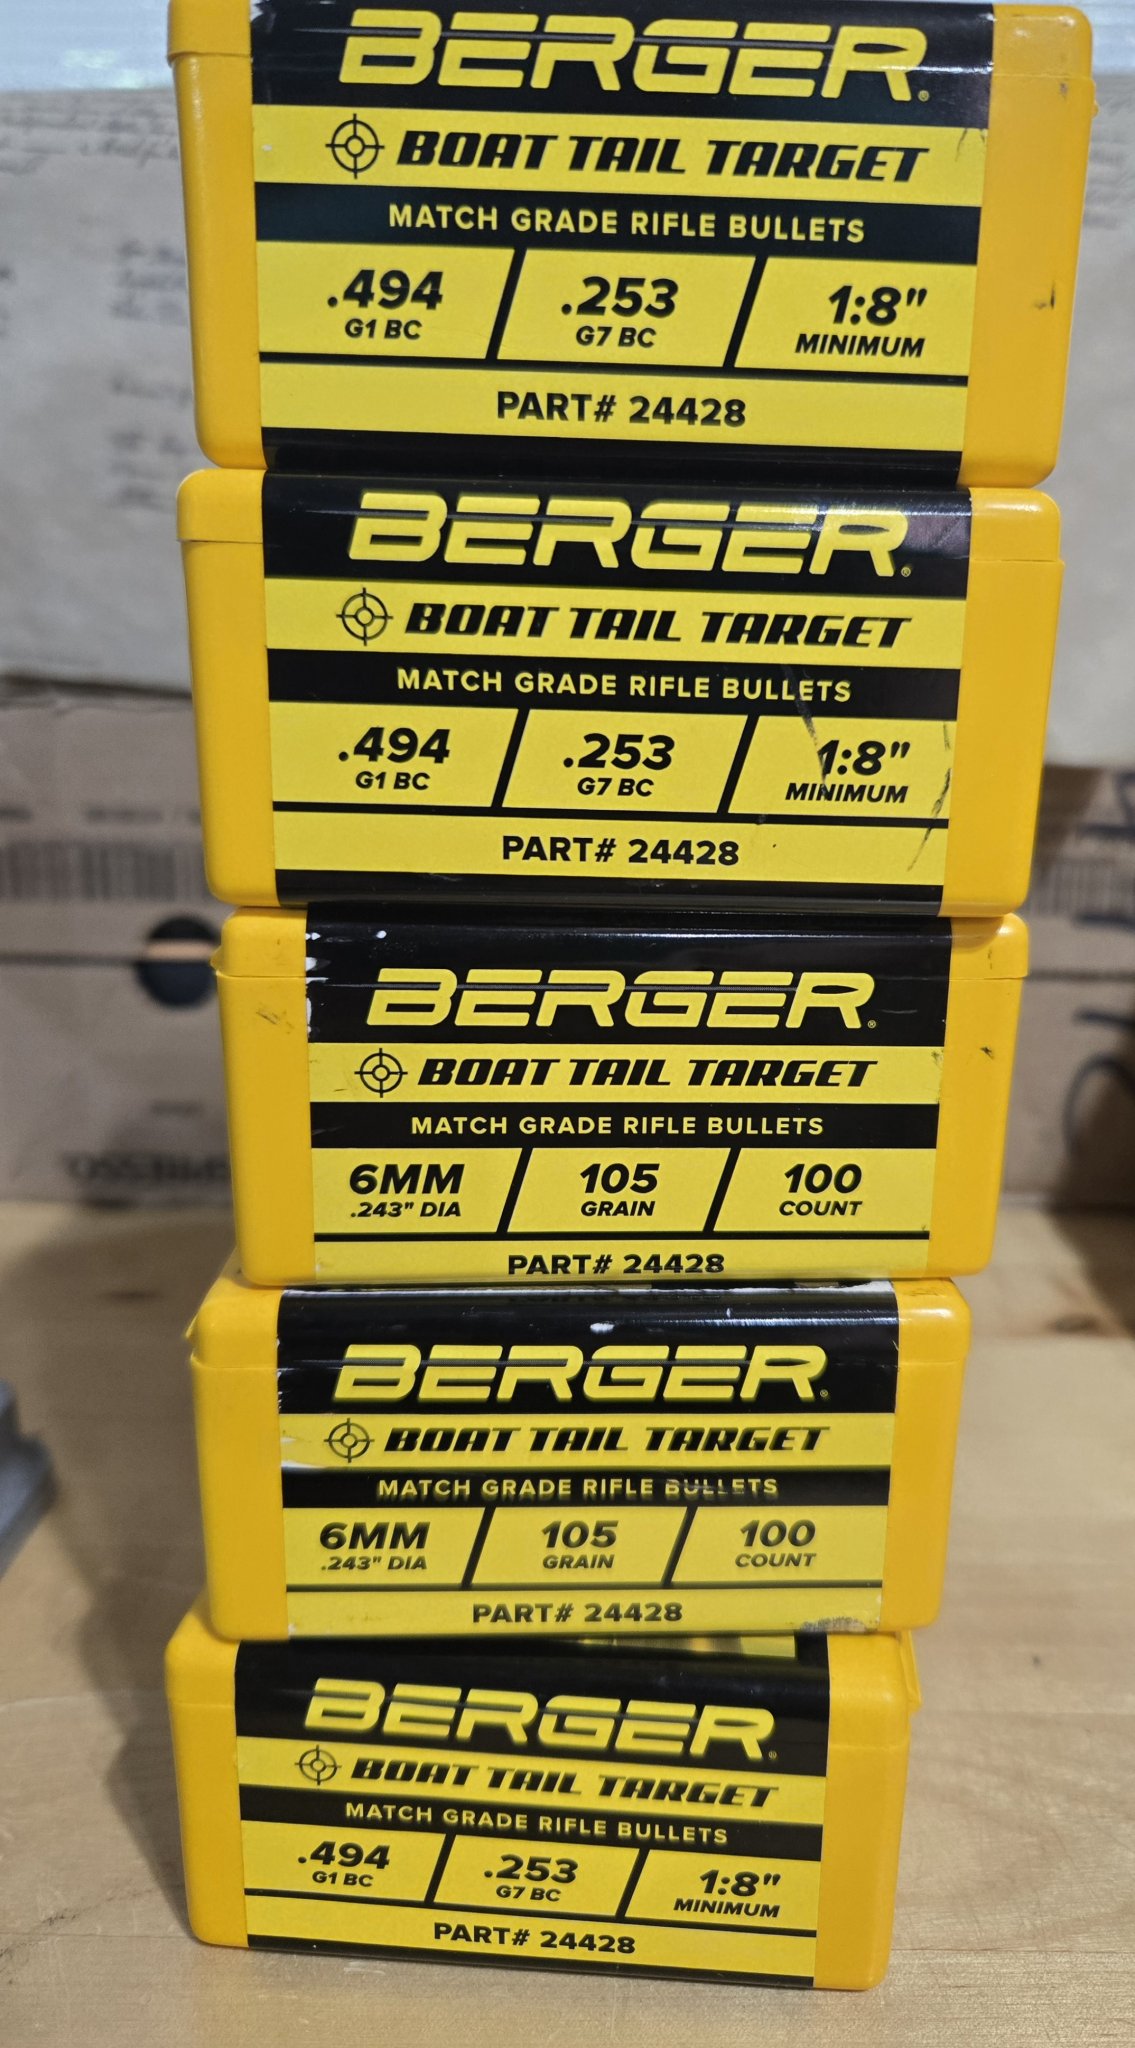 BERGER®
BOAT TAIL TARGET
MATCH GRADE RIFLE BULLETS
.494 .253 1:8"
G1 BC G7 BC MINIMUM
PART# 24428
BERGER®
BOAT TAIL TARGET
MATCH GRADE RIFLE BULLETS
.494 .253 1:8"
G1 BC G7 BC MINIMUM
PART# 24428
BERGER®
BOAT TAIL TARGET
MATCH GRADE RIFLE BULLETS
6MM 105 100
.243" DIA GRAIN COUNT
PART# 24428
BERGER®
BOAT TAIL TARGET
MATCH GRADE RIFLE BULLETS
6MM 105 100
.243" DIA GRAIN COUNT
PART# 24428
BERGER®
BOAT TAIL TARGET
MATCH GRADE RIFLE BULLETS
.494 .253 1:8"
G1 BC G7 BC MINIMUM
PART# 24428